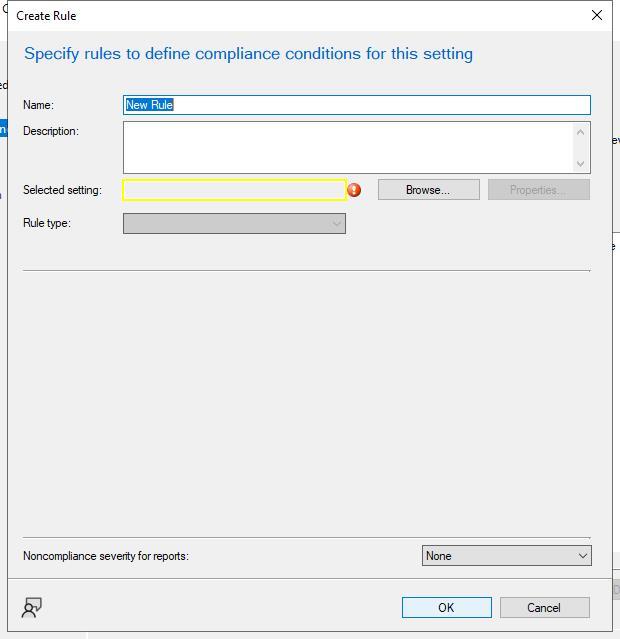 Create Rule
Specify rules to define compliance conditions for this setting
Name: New Rule
Description:
Selected setting: Browse... Properties...
Rule type:
Noncompliance severity for reports: None
OK Cancel